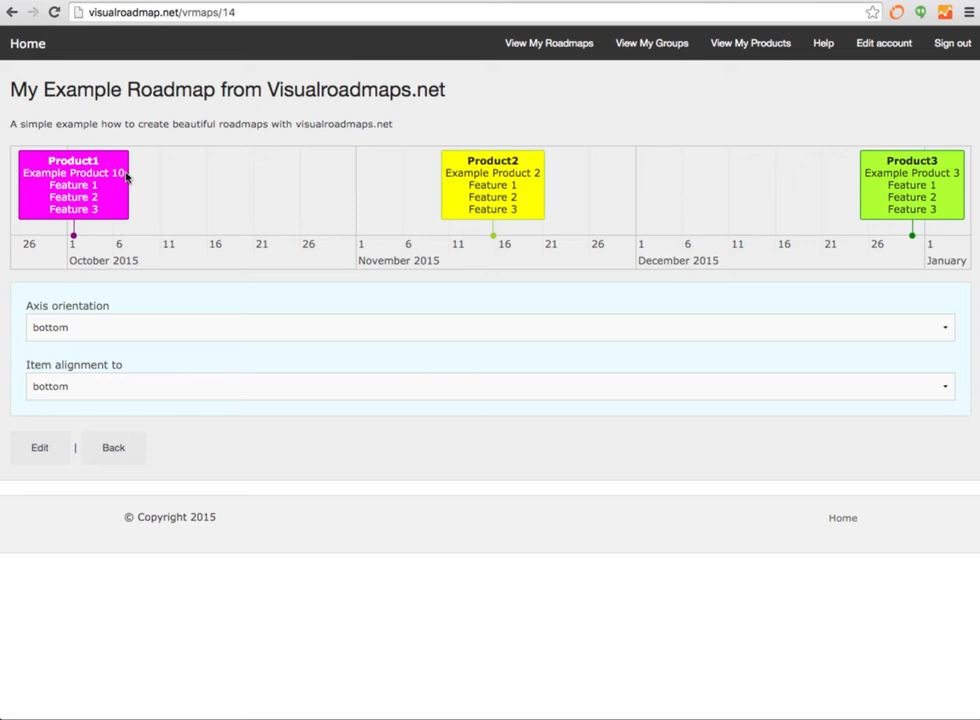 visualroadmap.net/vrmaps/14
Home View My Roadmaps View My Groups View My Products Help Edit account Sign out
My Example Roadmap from Visualroadmaps.net
A simple example how to create beautiful roadmaps with visualroadmaps.net
Product1
Example Product 10
Feature 1
Feature 2
Feature 3
Product2
Example Product 2
Feature 1
Feature 2
Feature 3
Product3
Example Product 3
Feature 1
Feature 2
Feature 3
26 1 6 11 16 21 26 1 6 11 16 21 26 1 6 11 16 21 26 1
October 2015 November 2015 December 2015 January
Axis orientation
bottom
Item alignment to
bottom
Edit | Back
© Copyright 2015 Home